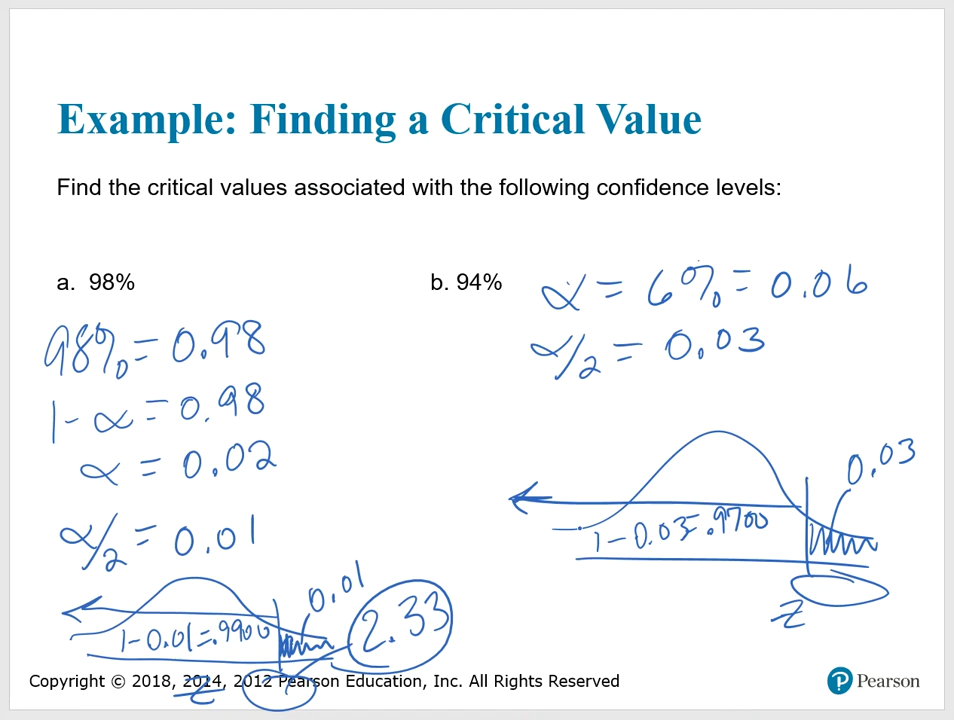 Example: Finding a Critical Value
Find the critical values associated with the following confidence levels:
a. 98%
98% = 0.98
1 - α = 0.98
α = 0.02
α/2 = 0.01
0.01
1 - 0.01 = .9900
2.33
z
b. 94%
α = 6% = 0.06
α/2 = 0.03
0.03
1 - 0.03 = .9700
z
Copyright © 2018, 2014, 2012 Pearson Education, Inc. All Rights Reserved
P Pearson